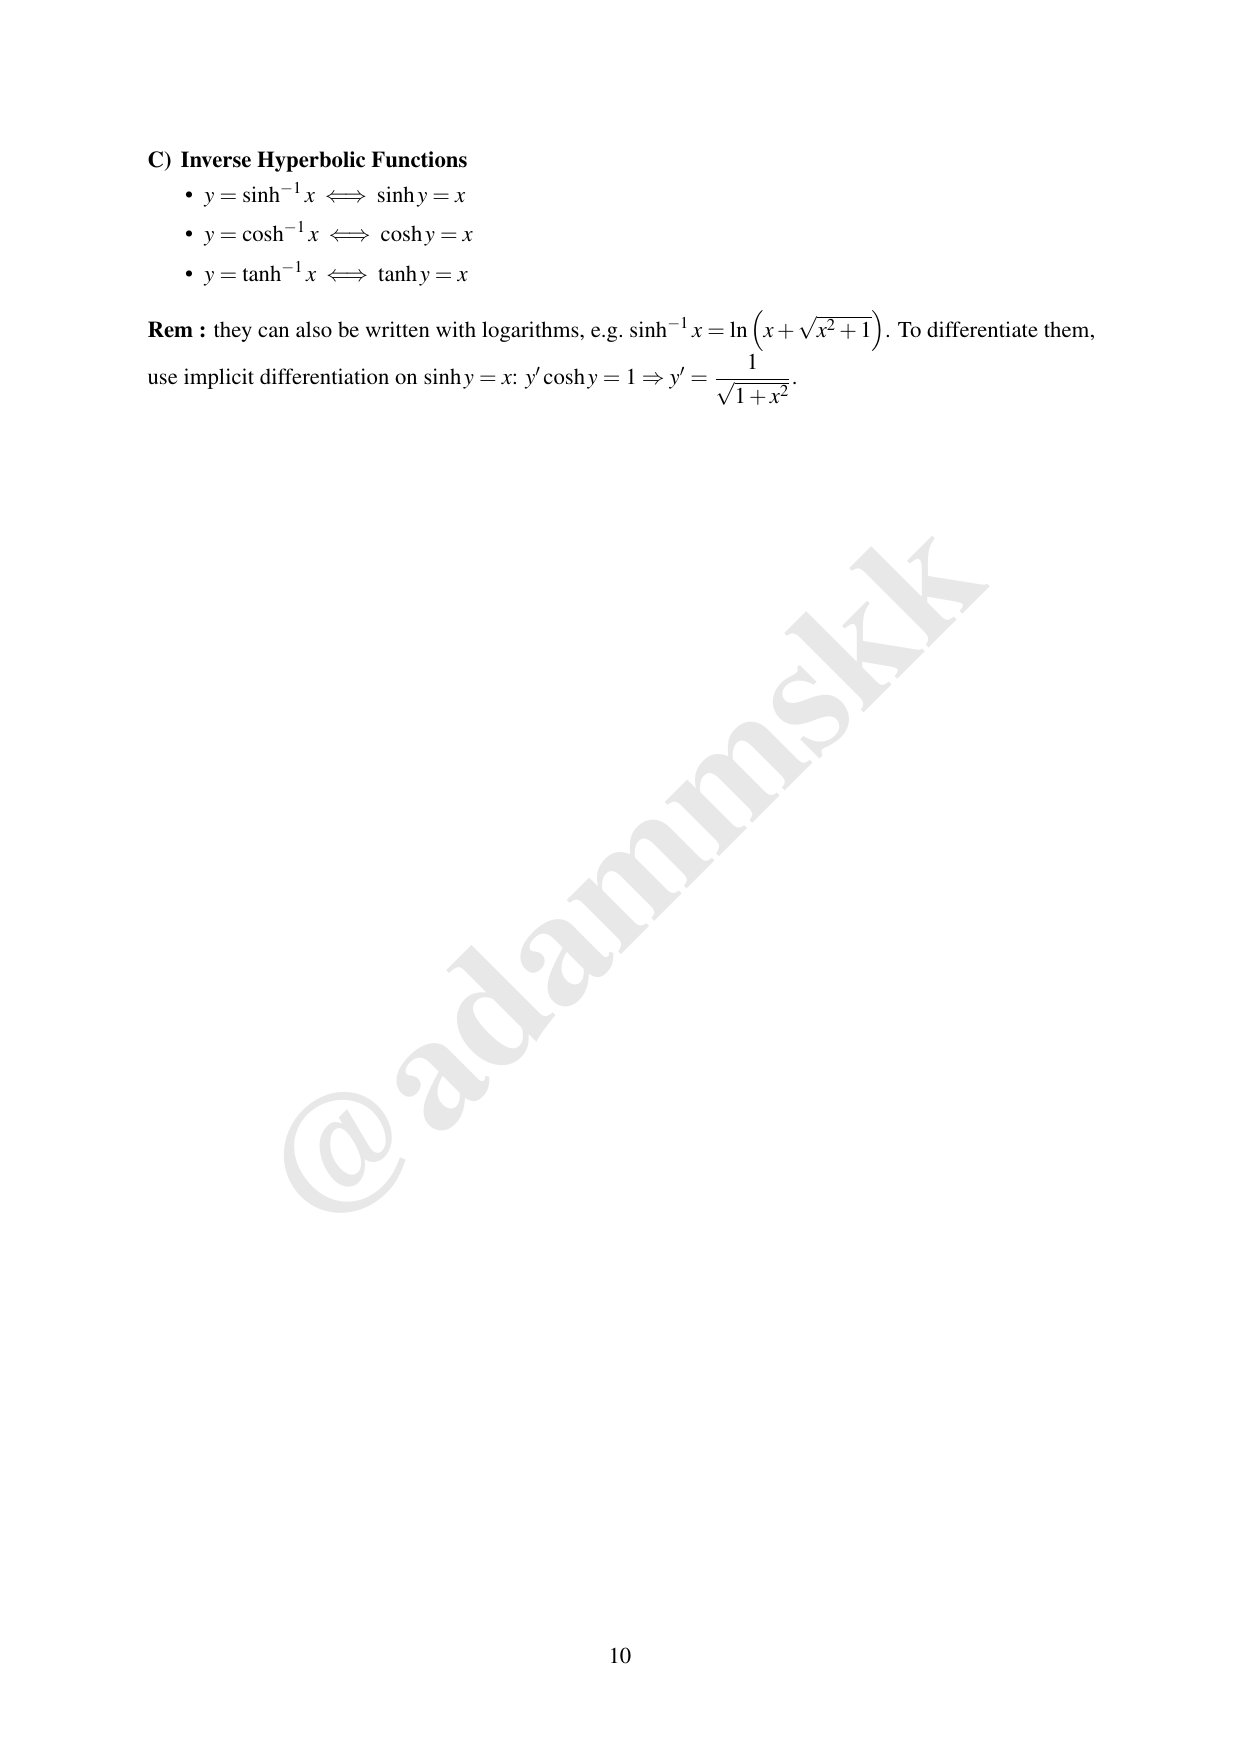 C) Inverse Hyperbolic Functions
• y = sinh⁻¹ x ⟺ sinh y = x
• y = cosh⁻¹ x ⟺ cosh y = x
• y = tanh⁻¹ x ⟺ tanh y = x
Rem : they can also be written with logarithms, e.g. sinh⁻¹ x = ln(x + √(x² + 1)). To differentiate them,
use implicit differentiation on sinh y = x: y′ cosh y = 1 ⇒ y′ = 1/√(1 + x²).
@adammskk
10